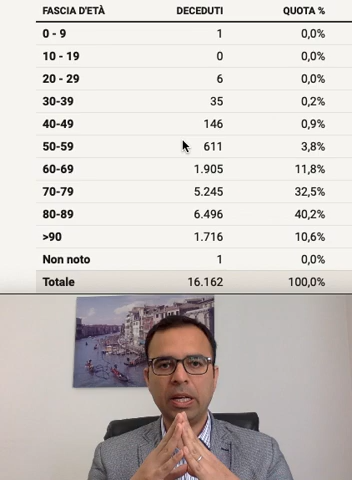 FASCIA D'ETÀ DECEDUTI QUOTA %
0 - 9 1 0,0%
10 - 19 0 0,0%
20 - 29 6 0,0%
30-39 35 0,2%
40-49 146 0,9%
50-59 611 3,8%
60-69 1.905 11,8%
70-79 5.245 32,5%
80-89 6.496 40,2%
>90 1.716 10,6%
Non noto 1 0,0%
Totale 16.162 100,0%